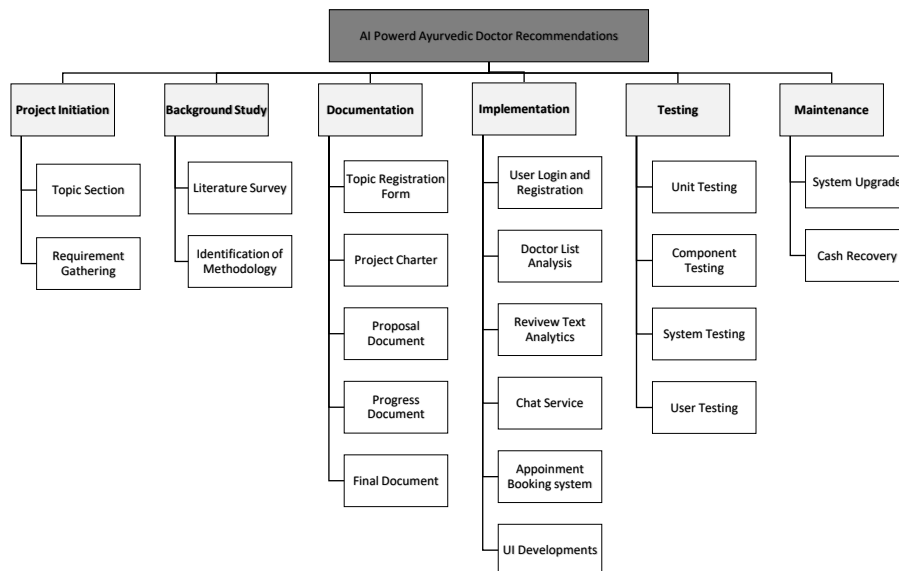 AI Powerd Ayurvedic Doctor Recommendations
Project Initiation
Background Study
Documentation
Implementation
Testing
Maintenance
Topic Section
Requirement
Gathering
Literature Survey
Identification of
Methodology
Topic Registration
Form
Project Charter
Proposal
Document
Progress
Document
Final Document
User Login and
Registration
Doctor List
Analysis
Revivew Text
Analytics
Chat Service
Appoinment
Booking system
UI Developments
Unit Testing
Component
Testing
System Testing
User Testing
System Upgrade
Cash Recovery